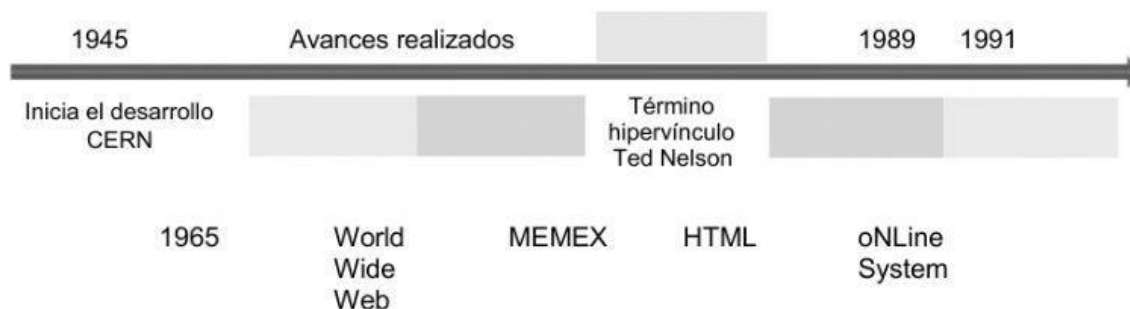 1945 Avances realizados 1989 1991
Inicia el desarrollo
CERN
Término
hipervínculo
Ted Nelson
1965 World MEMEX HTML oNLine
Wide System
Web